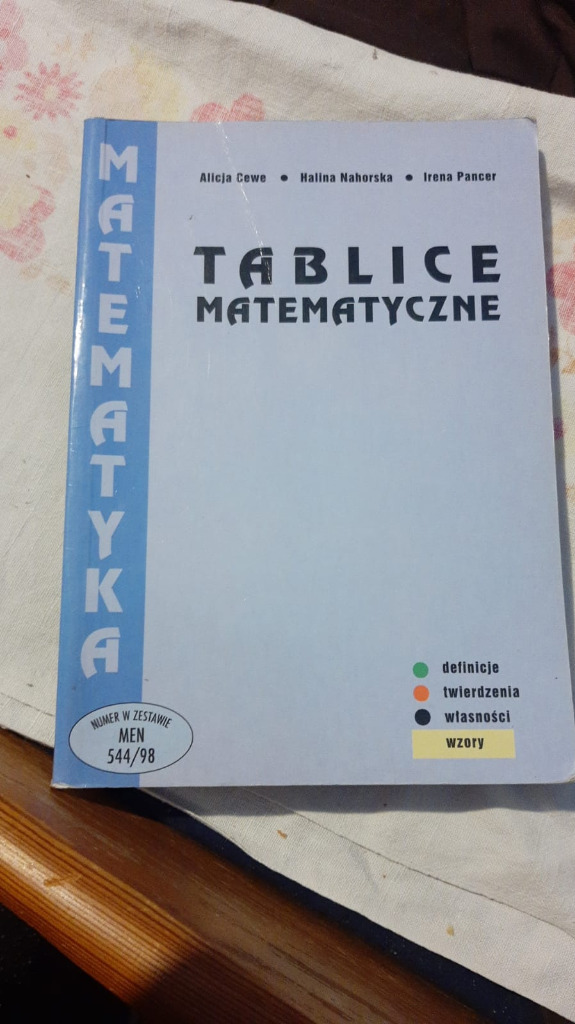 MATEMATYKA
Alicja Cewe • Halina Nahorska • Irena Pancer
TABLICE
MATEMATYCZNE
definicje
twierdzenia
własności
wzory
NUMER W ZESTAWIE
MEN
544/98